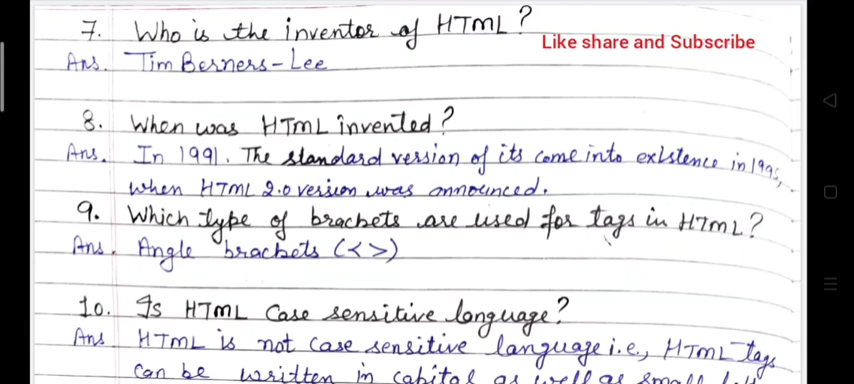 7. Who is the inventor of HTML?
Like share and Subscribe
Ans. Tim Berners-Lee
8. When was HTML invented?
Ans. In 1991. The standard version of its come into existence in 1995,
when HTML 2.0 version was announced.
9. Which type of brackets are used for tags in HTML?
Ans. Angle brackets (< >)
10. Is HTML case sensitive language?
Ans HTML is not case sensitive language i.e., HTML tags
can be written in capital as well as small